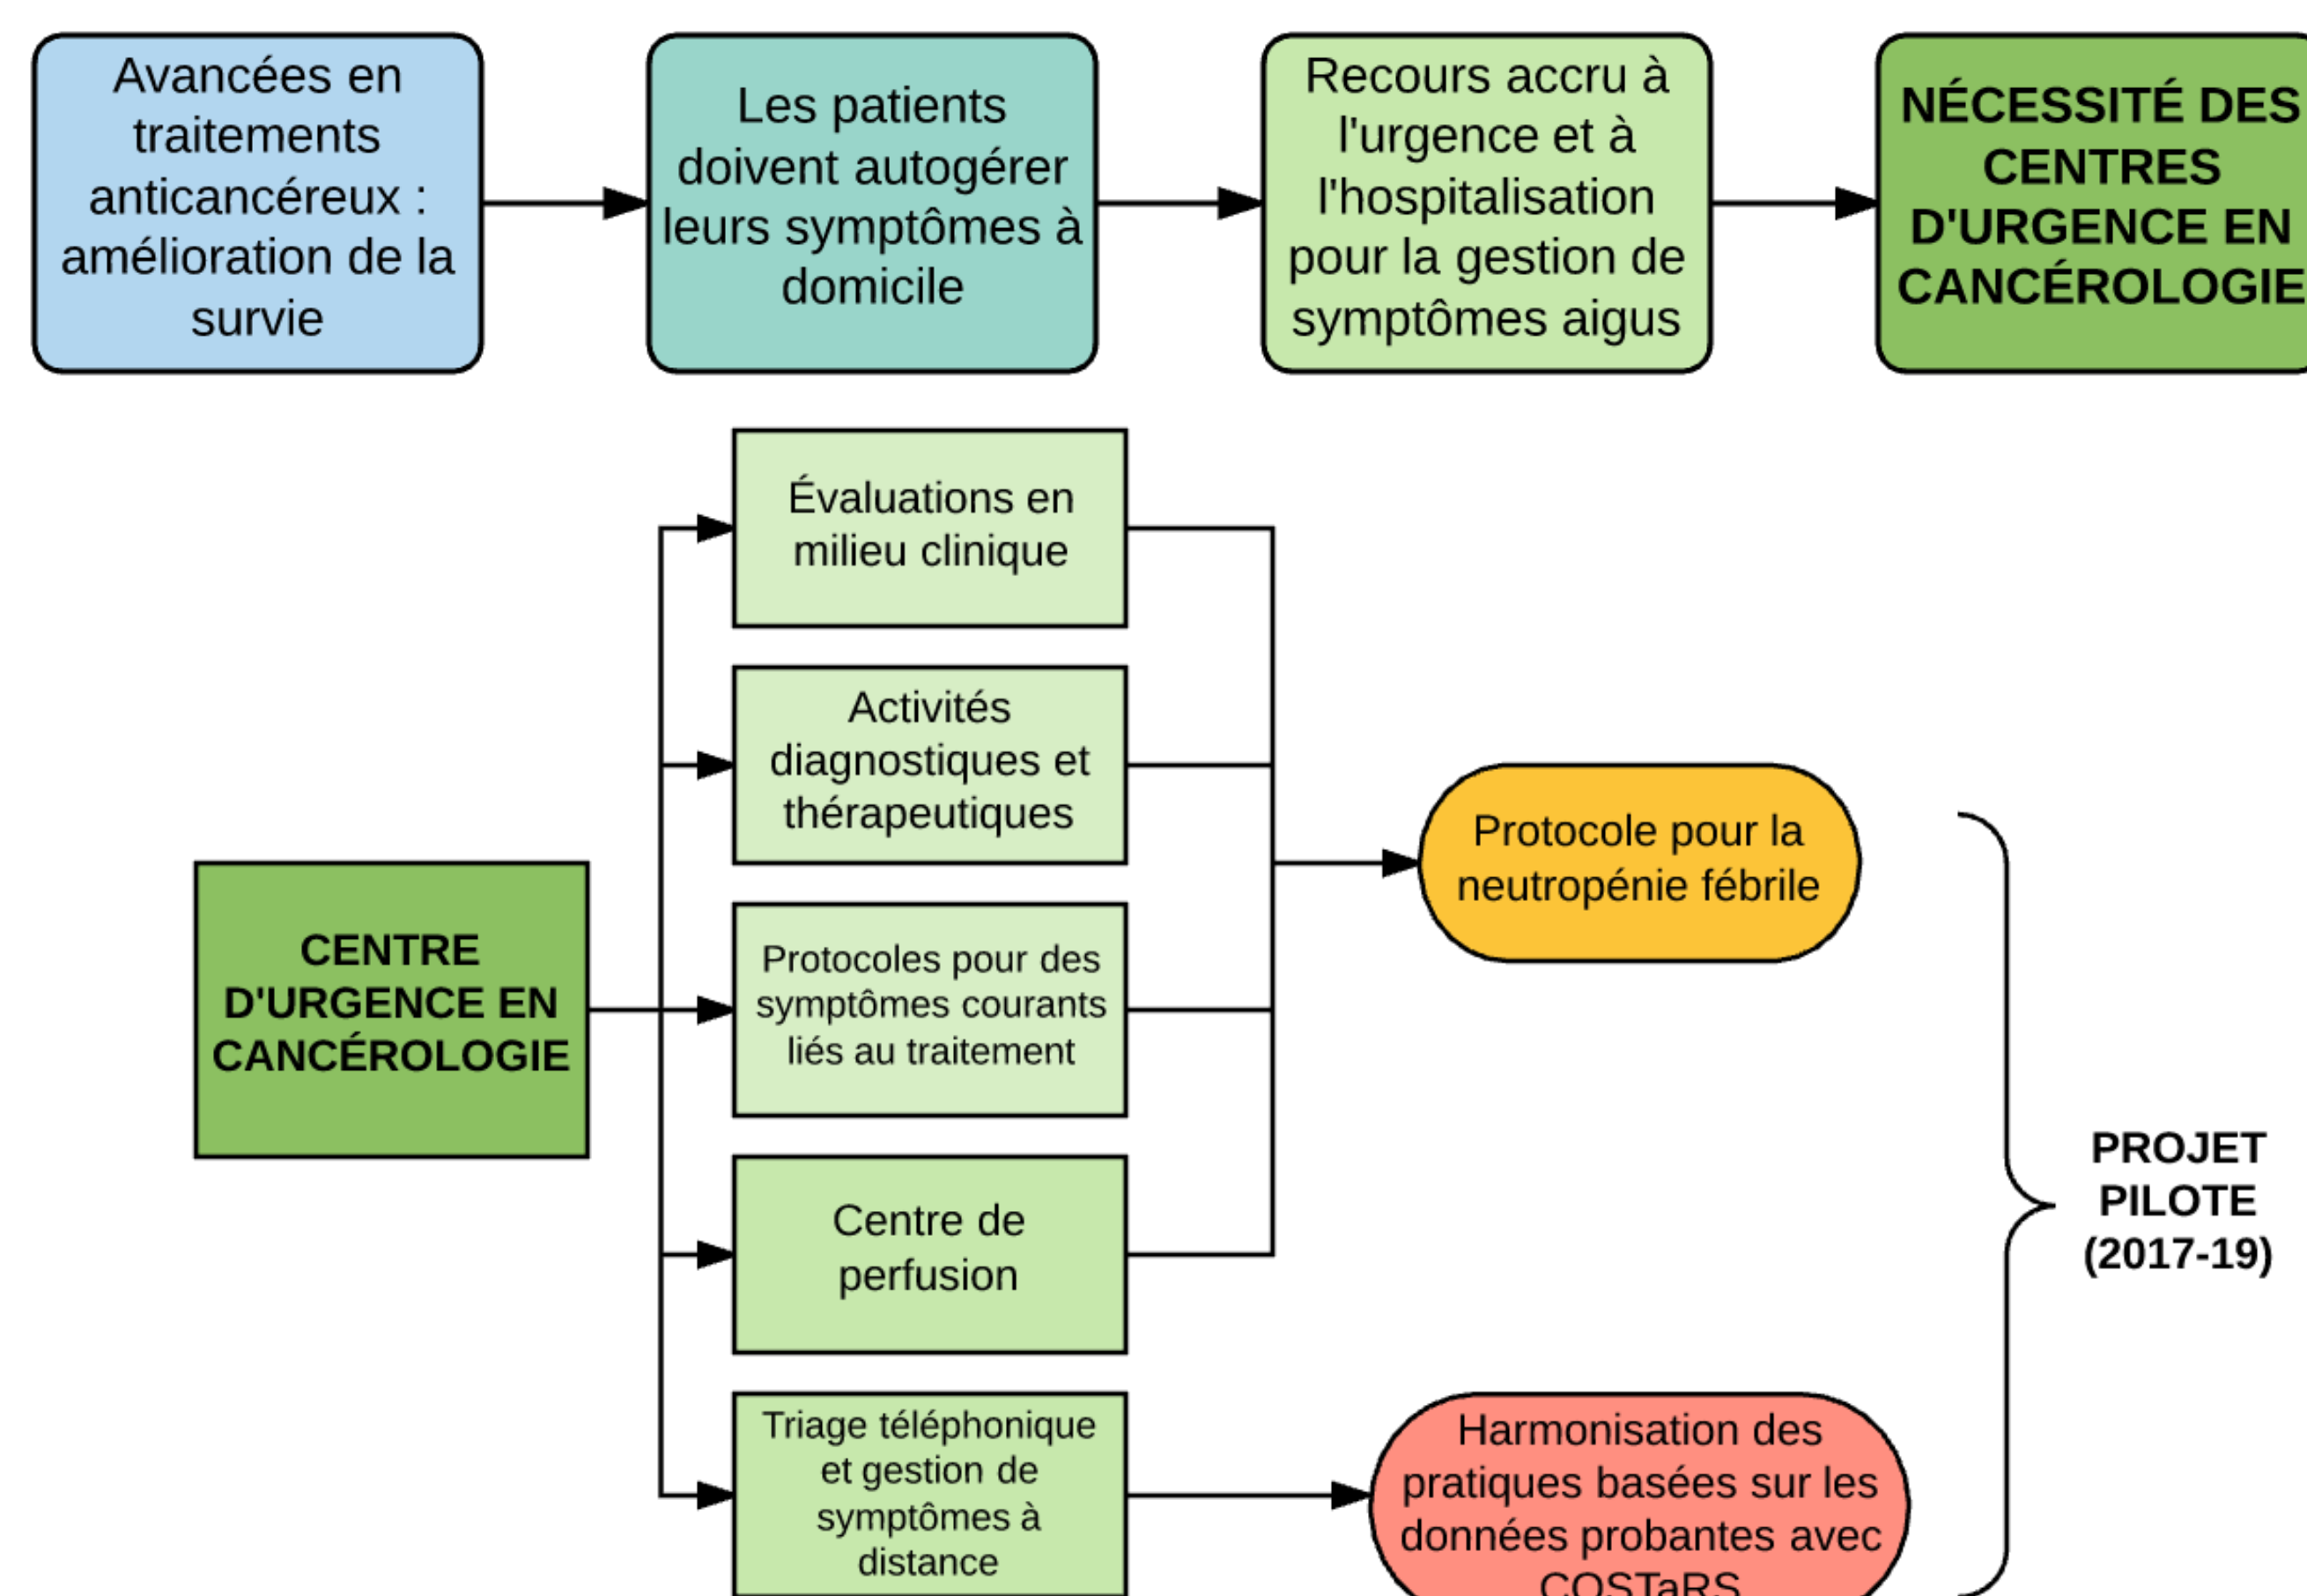 Avancées en
traitements
anticancéreux :
amélioration de la
survie
Les patients
doivent autogérer
leurs symptômes à
domicile
Recours accru à
l'urgence et à
l'hospitalisation
pour la gestion de
symptômes aigus
NÉCESSITÉ DES
CENTRES
D'URGENCE EN
CANCÉROLOGIE
CENTRE
D'URGENCE EN
CANCÉROLOGIE
Évaluations en
milieu clinique
Activités
diagnostiques et
thérapeutiques
Protocoles pour des
symptômes courants
liés au traitement
Centre de
perfusion
Triage téléphonique
et gestion de
symptômes à
distance
Protocole pour la
neutropénie fébrile
Harmonisation des
pratiques basées sur les
données probantes avec
COSTaRS
PROJET
PILOTE
(2017-19)